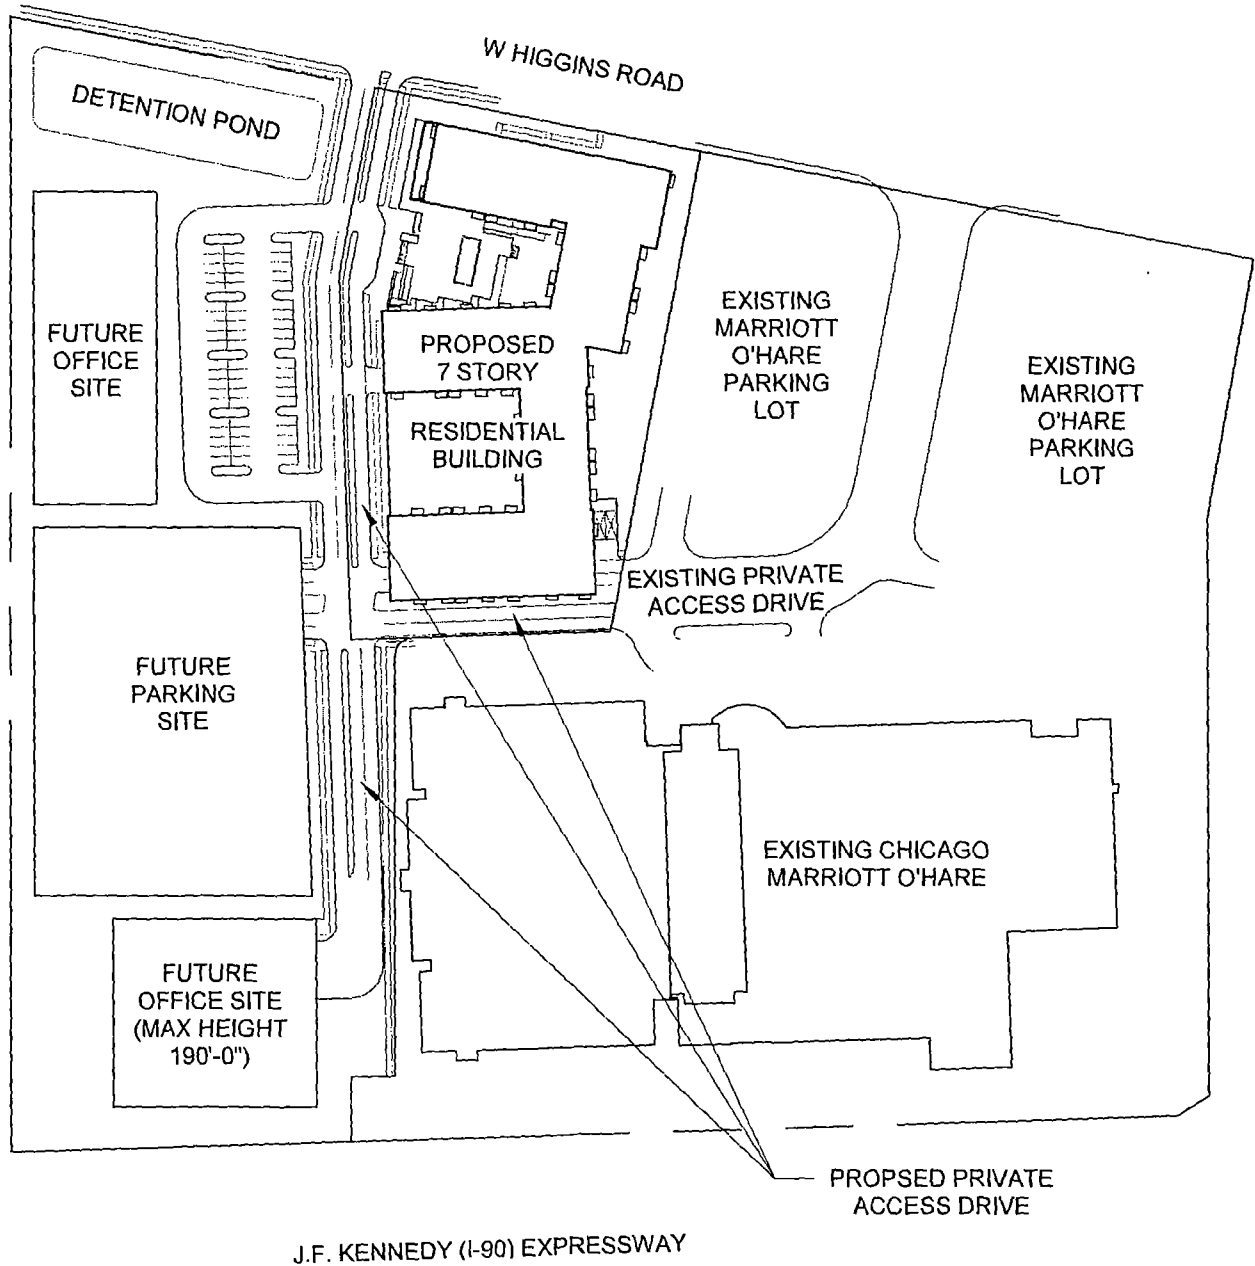 W HIGGINS ROAD
DETENTION POND
FUTURE
OFFICE
SITE
PROPOSED
7 STORY
RESIDENTIAL
BUILDING
EXISTING
MARRIOTT
O'HARE
PARKING
LOT
EXISTING
MARRIOTT
O'HARE
PARKING
LOT
EXISTING PRIVATE
ACCESS DRIVE
FUTURE
PARKING
SITE
EXISTING CHICAGO
MARRIOTT O'HARE
FUTURE
OFFICE SITE
(MAX HEIGHT
190'-0")
PROPSED PRIVATE
ACCESS DRIVE
J.F. KENNEDY (I-90) EXPRESSWAY